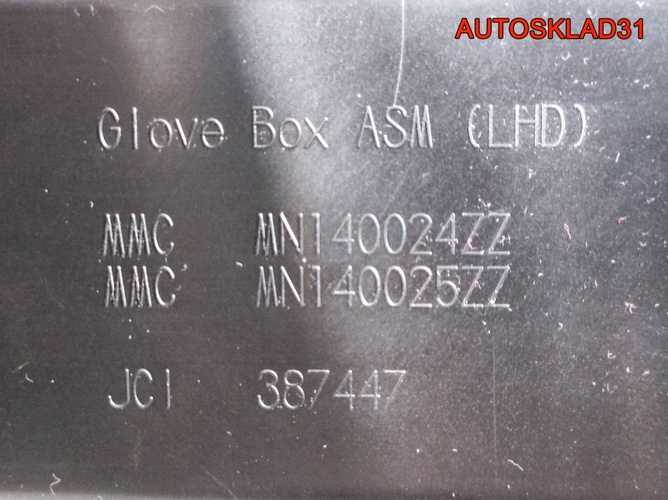 AUTOSKLAD31
Glove Box ASM (LHD)
MMC MN140024ZZ
MMC MN140025ZZ
JCI 387447